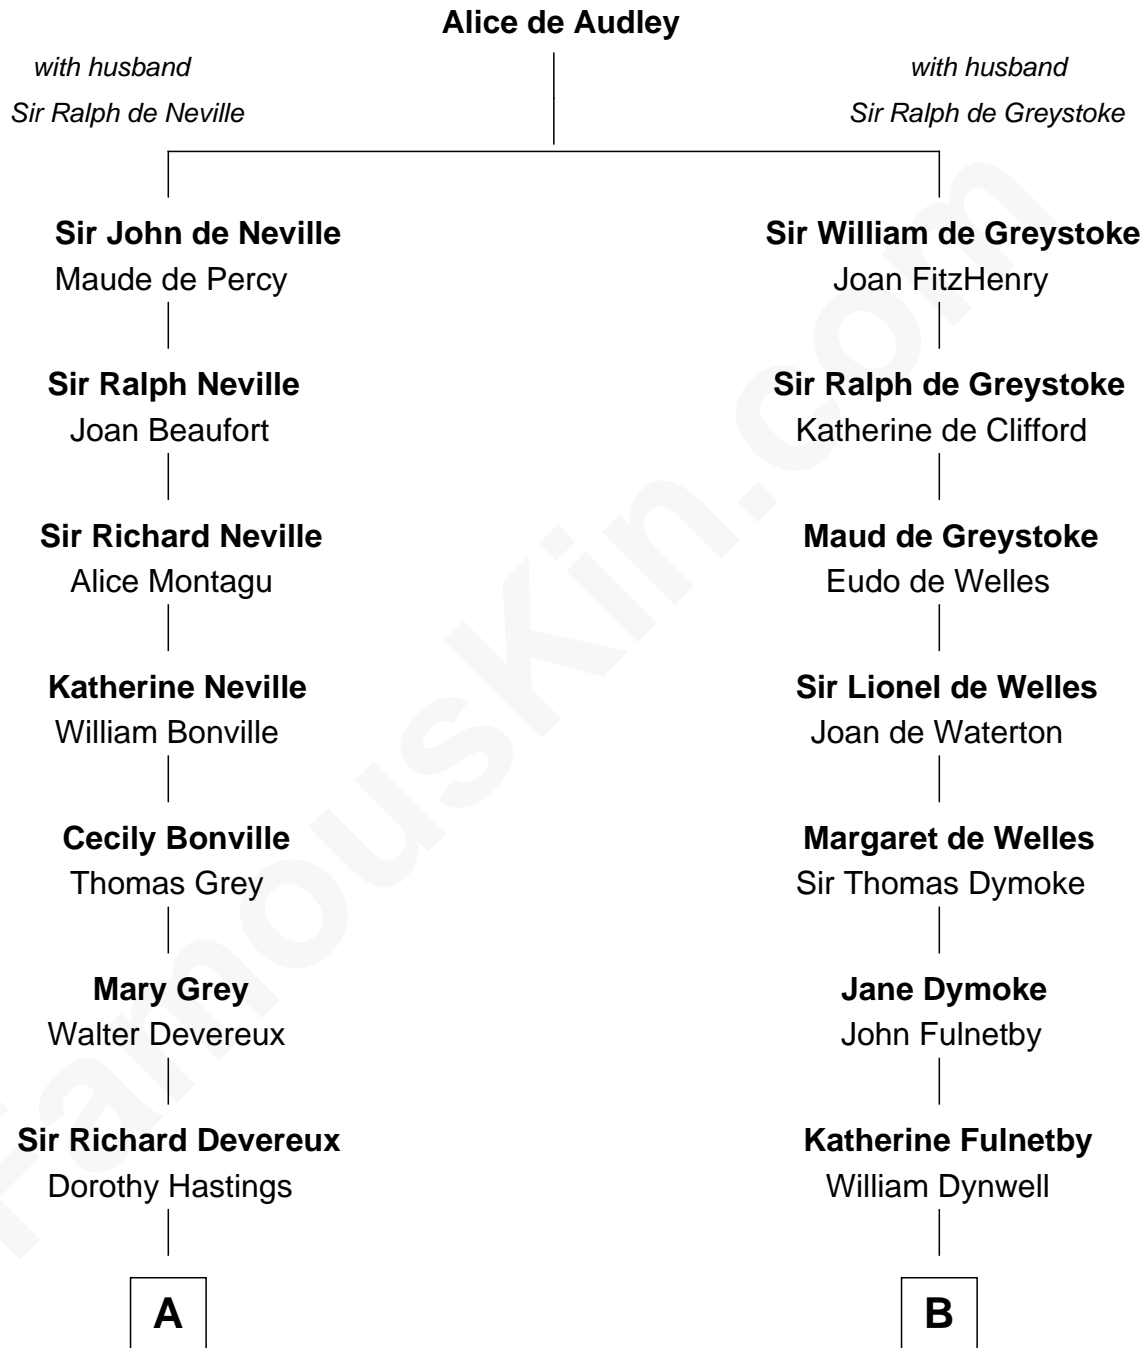 Alice de Audley
with husband
Sir Ralph de Neville
with husband
Sir Ralph de Greystoke
Sir John de Neville
Maude de Percy
Sir William de Greystoke
Joan FitzHenry
Sir Ralph Neville
Joan Beaufort
Sir Ralph de Greystoke
Katherine de Clifford
Sir Richard Neville
Alice Montagu
Maud de Greystoke
Eudo de Welles
Katherine Neville
William Bonville
Sir Lionel de Welles
Joan de Waterton
Cecily Bonville
Thomas Grey
Margaret de Welles
Sir Thomas Dymoke
Mary Grey
Walter Devereux
Jane Dymoke
John Fulnetby
Sir Richard Devereux
Dorothy Hastings
Katherine Fulnetby
William Dynwell
A
B
FamousKin.com